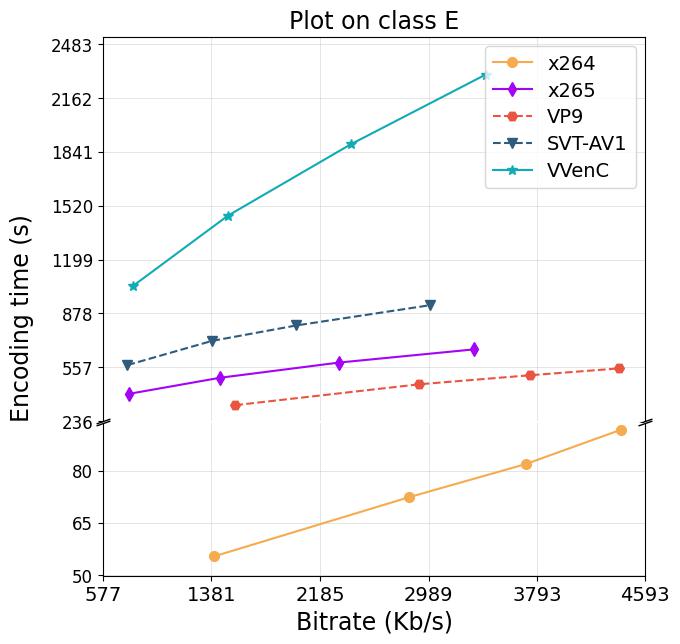 Plot on class E
2483
2162
1841
1520
1199
878
557
236
80
65
50
Encoding time (s)
x264
x265
VP9
SVT-AV1
VVenC
577 1381 2185 2989 3793 4593
Bitrate (Kb/s)